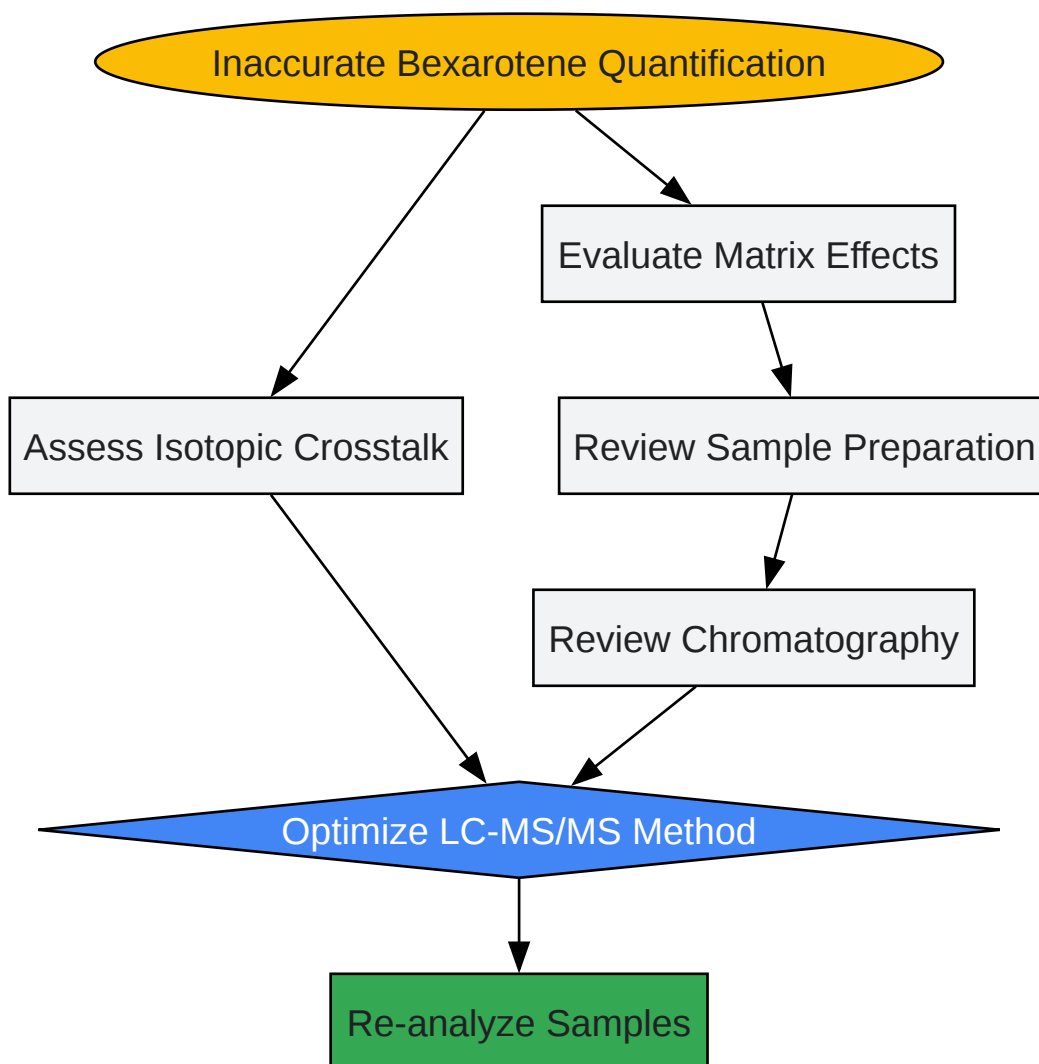 Inaccurate Bexarotene Quantification
Evaluate Matrix Effects
Assess Isotopic Crosstalk
Review Sample Preparation
Review Chromatography
Optimize LC-MS/MS Method
Re-analyze Samples